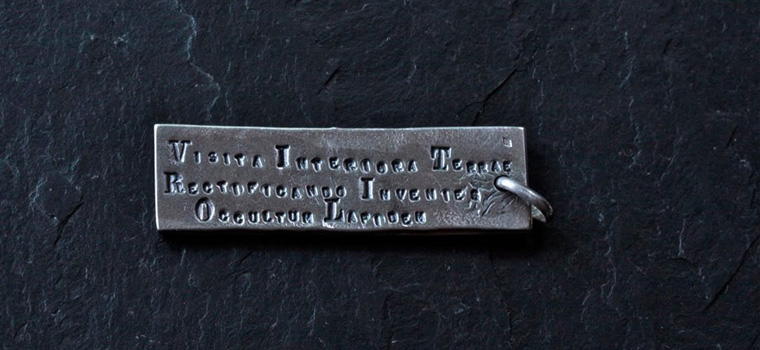 Visita Interiora Terrae
Rectificando Invenies
Occultum Lapidem